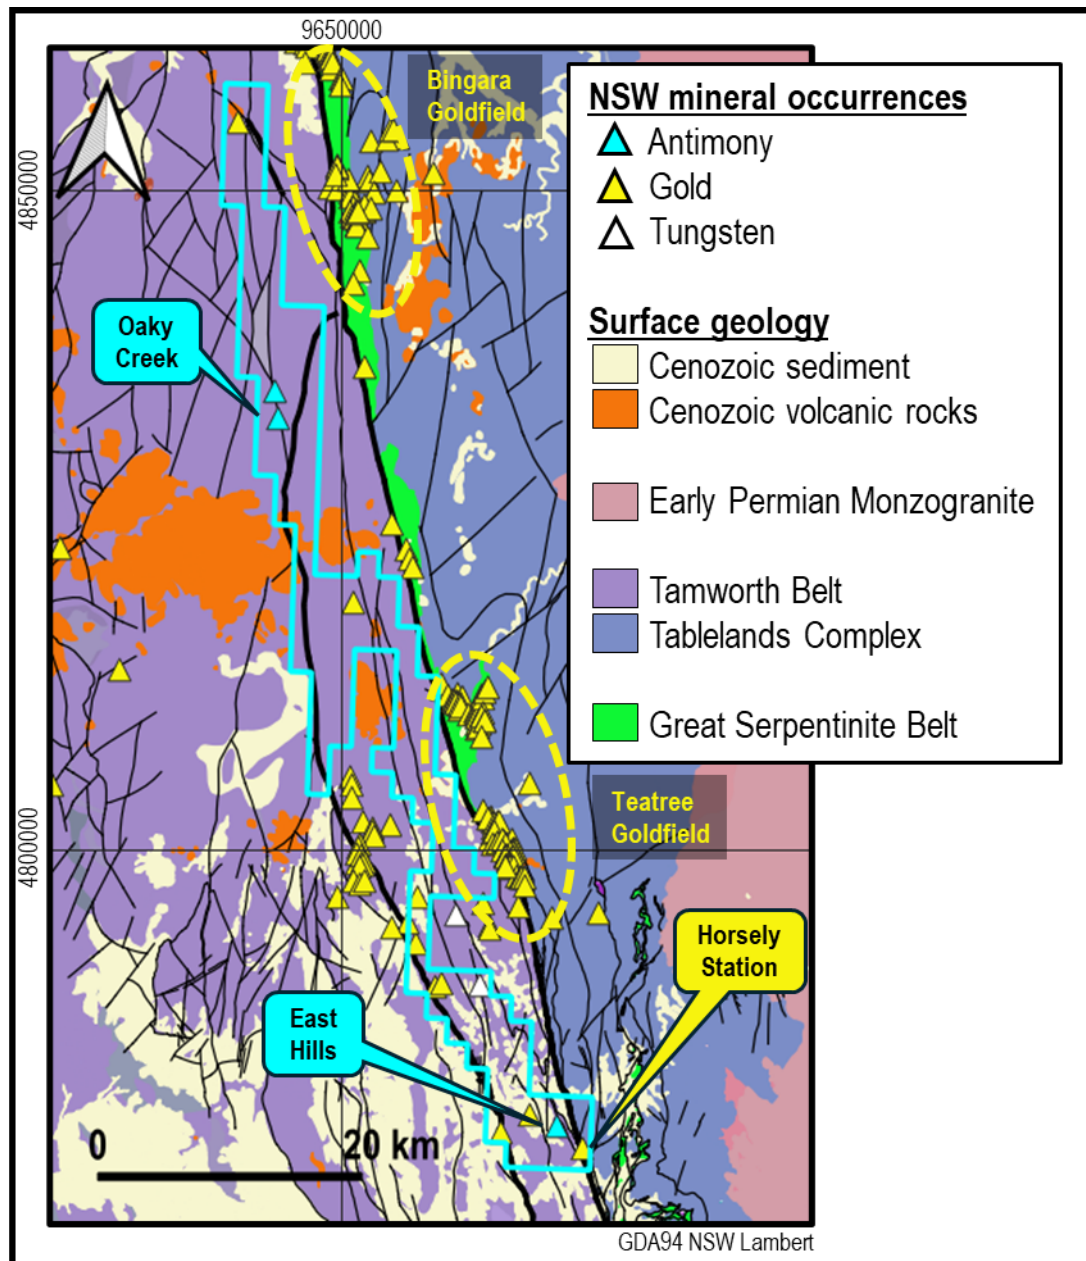 9650000
Bingara
Goldfield
4850000
Oaky
Creek
NSW mineral occurrences
Antimony
Gold
Tungsten
Surface geology
Cenozoic sediment
Cenozoic volcanic rocks
Early Permian Monzogranite
Tamworth Belt
Tablelands Complex
Great Serpentinite Belt
Teatree
Goldfield
4800000
Horsely
Station
East
Hills
0 20 km
GDA94 NSW Lambert